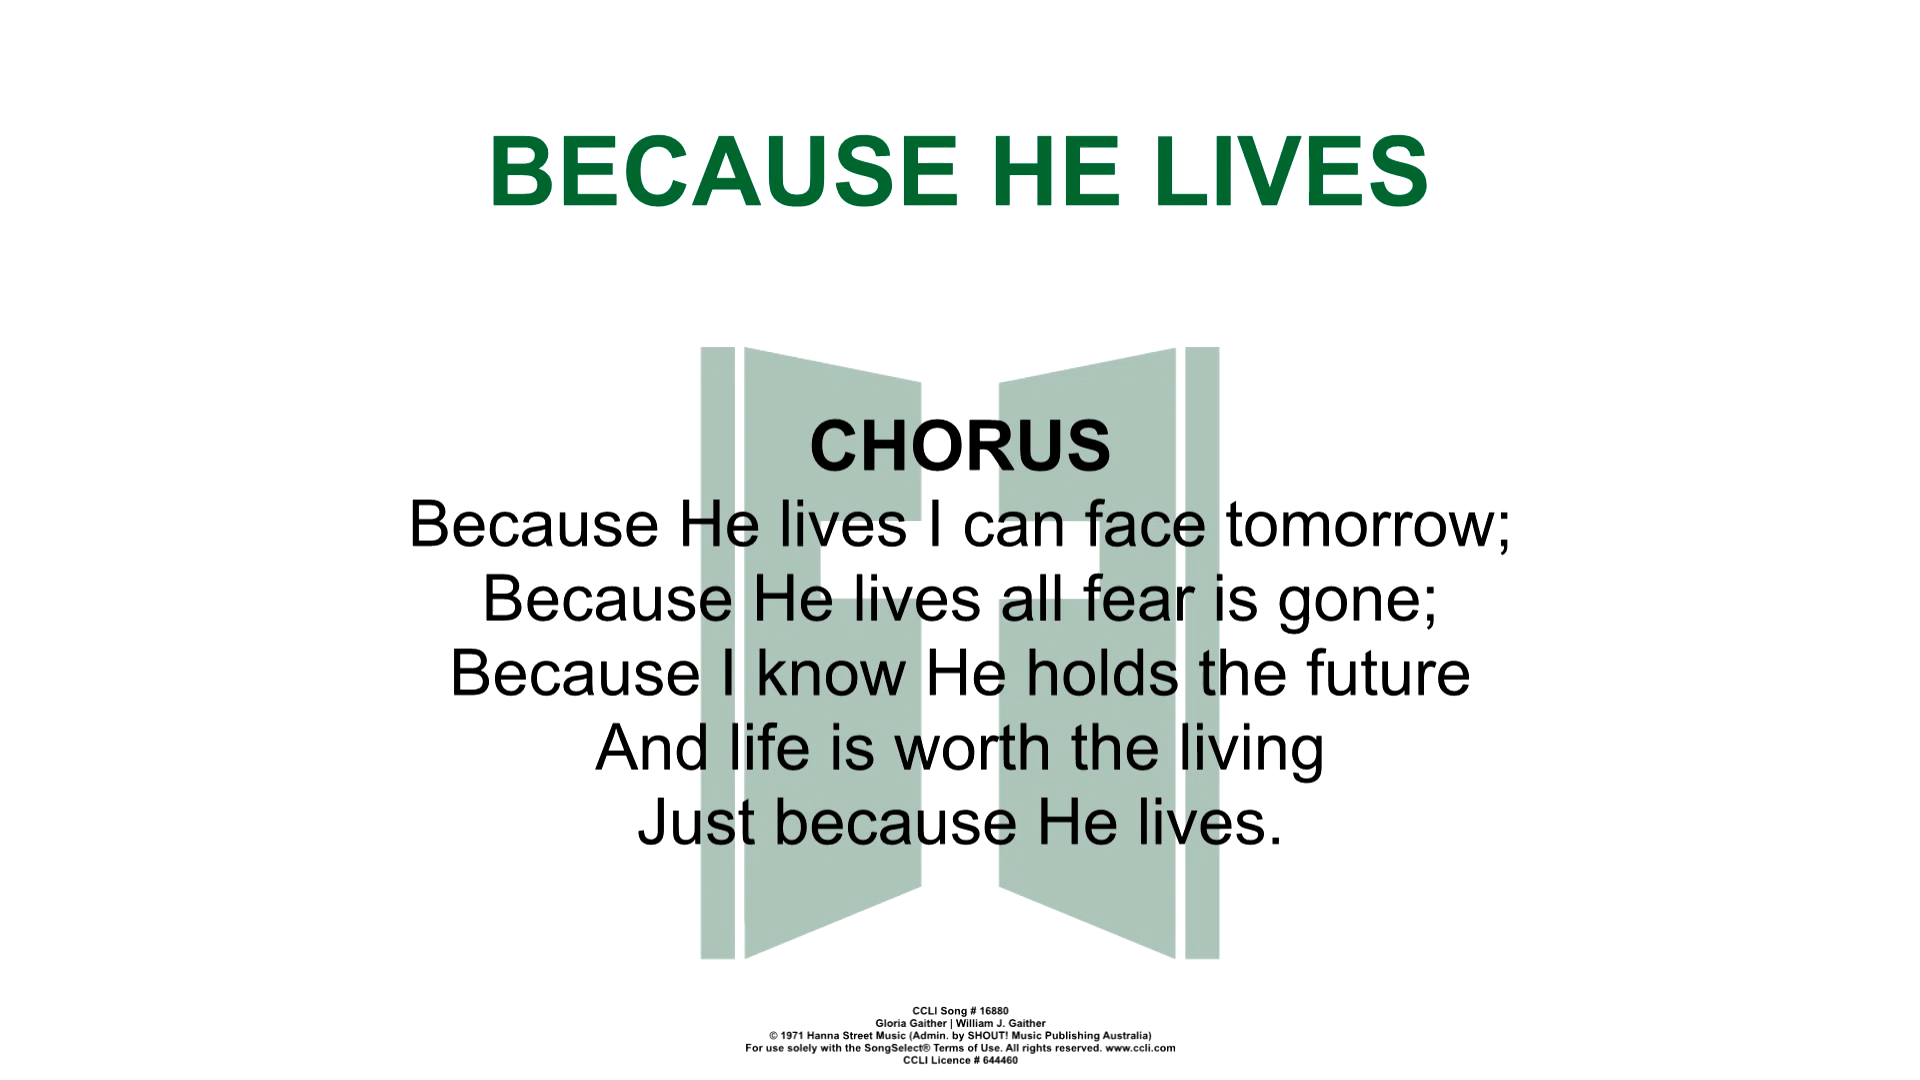 BECAUSE HE LIVES
CHORUS
Because He lives I can face tomorrow;
Because He lives all fear is gone;
Because I know He holds the future
And life is worth the living
Just because He lives.
CCLI Song # 16880
Gloria Gaither | William J. Gaither
© 1971 Hanna Street Music (Admin. by SHOUT! Music Publishing Australia)
For use solely with the SongSelect® Terms of Use. All rights reserved. www.ccli.com
CCLI Licence # 644460